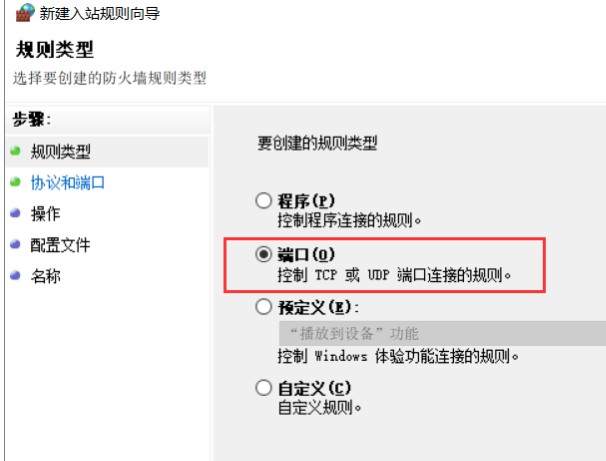 新建入站规则向导
规则类型
选择要创建的防火墙规则类型
步骤:
规则类型
协议和端口
操作
配置文件
名称
要创建的规则类型
程序(P)
控制程序连接的规则。
端口(O)
控制 TCP 或 UDP 端口连接的规则。
预定义(E):
“播放到设备”功能
控制 Windows 体验功能连接的规则。
自定义(C)
自定义规则。